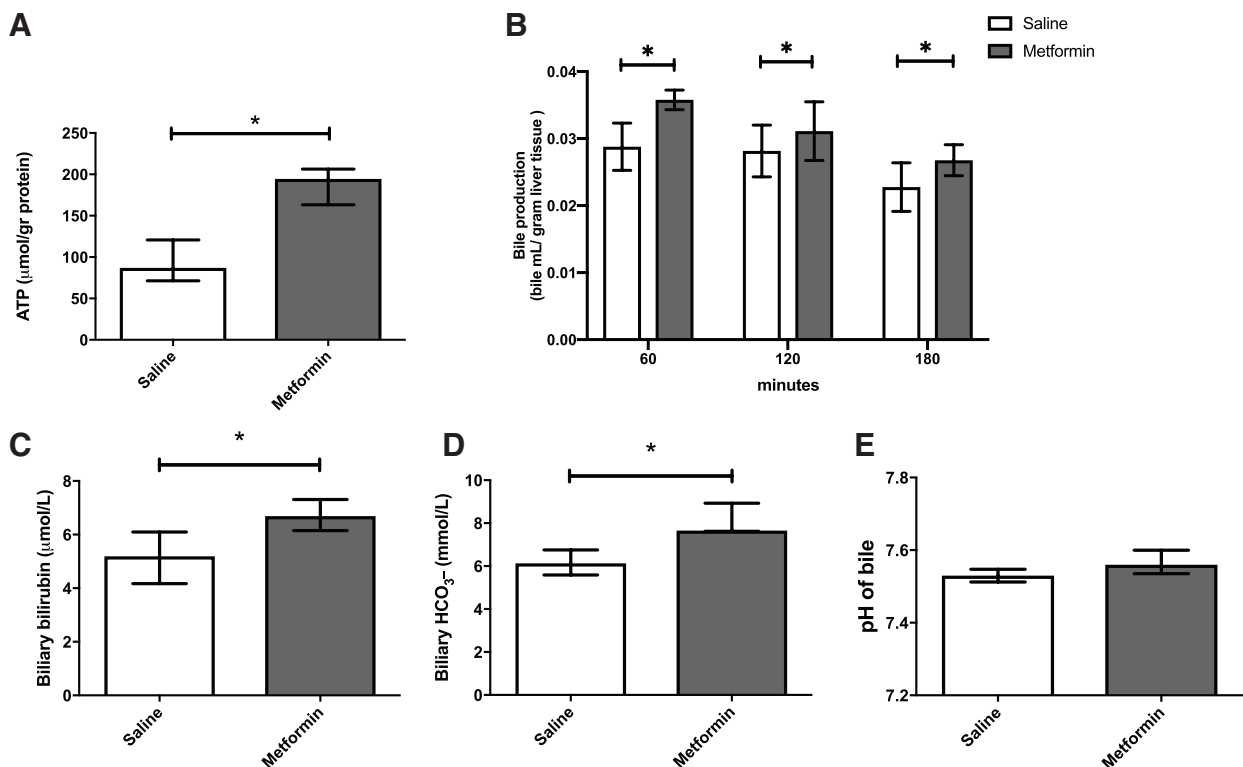 A
ATP (μmol/gr protein)
250
200
150
100
50
0
*
Saline
Metformin
B
Saline
Metformin
Bile production
(bile mL/ gram liver tissue )
0.04
0.03
0.02
0.01
0.00
*
*
*
60
120
180
minutes
C
Biliary bilirubin (μmol/L)
8
6
4
2
0
*
Saline
Metformin
D
Biliary HCO₃– (mmol/L)
10
8
6
4
2
0
*
Saline
Metformin
E
pH of bile
7.8
7.6
7.4
7.2
Saline
Metformin